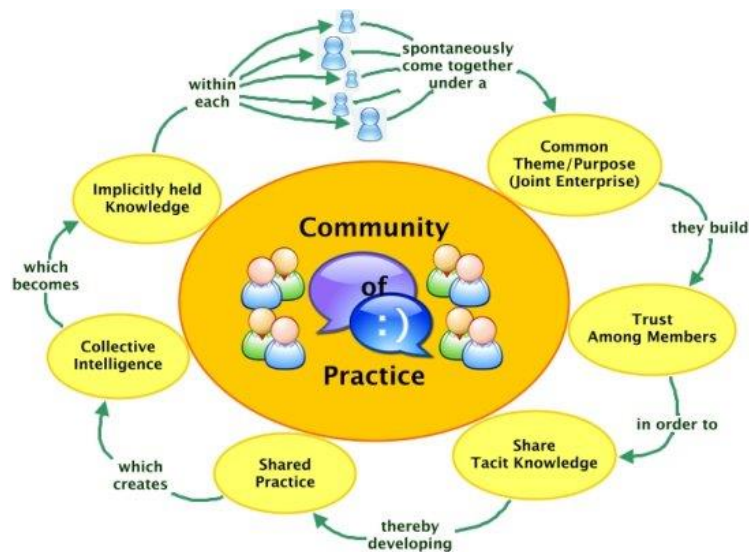 within
each
spontaneously
come together
under a
Common
Theme/Purpose
(Joint Enterprise)
they build
Trust
Among Members
in order to
Share
Tacit Knowledge
thereby
developing
Shared
Practice
which
creates
Collective
Intelligence
which
becomes
Implicitly held
Knowledge
Community
of
:)
Practice